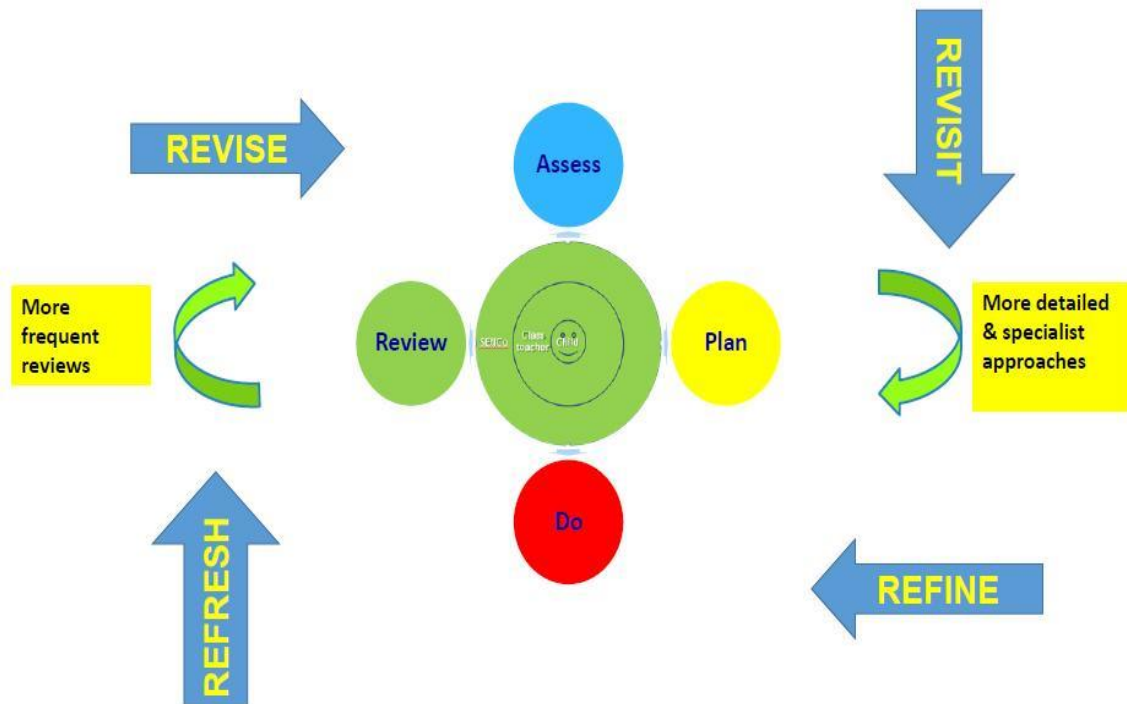 REVISE
REVISIT
Assess
More
frequent
reviews
Review
SENCo
Class
teacher
Child
Plan
More detailed
& specialist
approaches
Do
REFRESH
REFINE